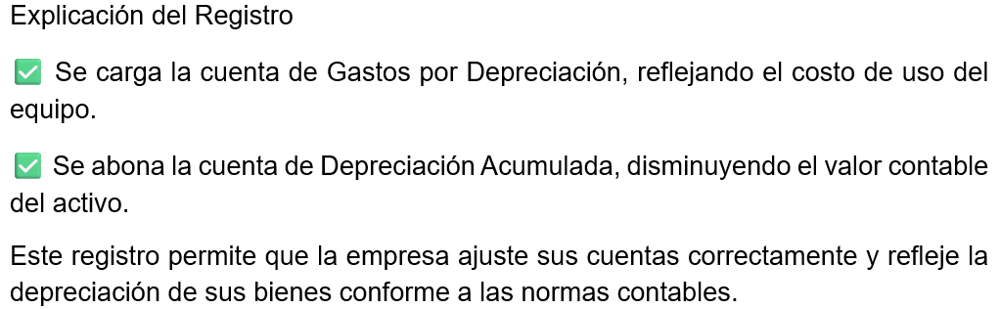 Explicación del Registro
✅ Se carga la cuenta de Gastos por Depreciación, reflejando el costo de uso del
equipo.
✅ Se abona la cuenta de Depreciación Acumulada, disminuyendo el valor contable
del activo.
Este registro permite que la empresa ajuste sus cuentas correctamente y refleje la
depreciación de sus bienes conforme a las normas contables.